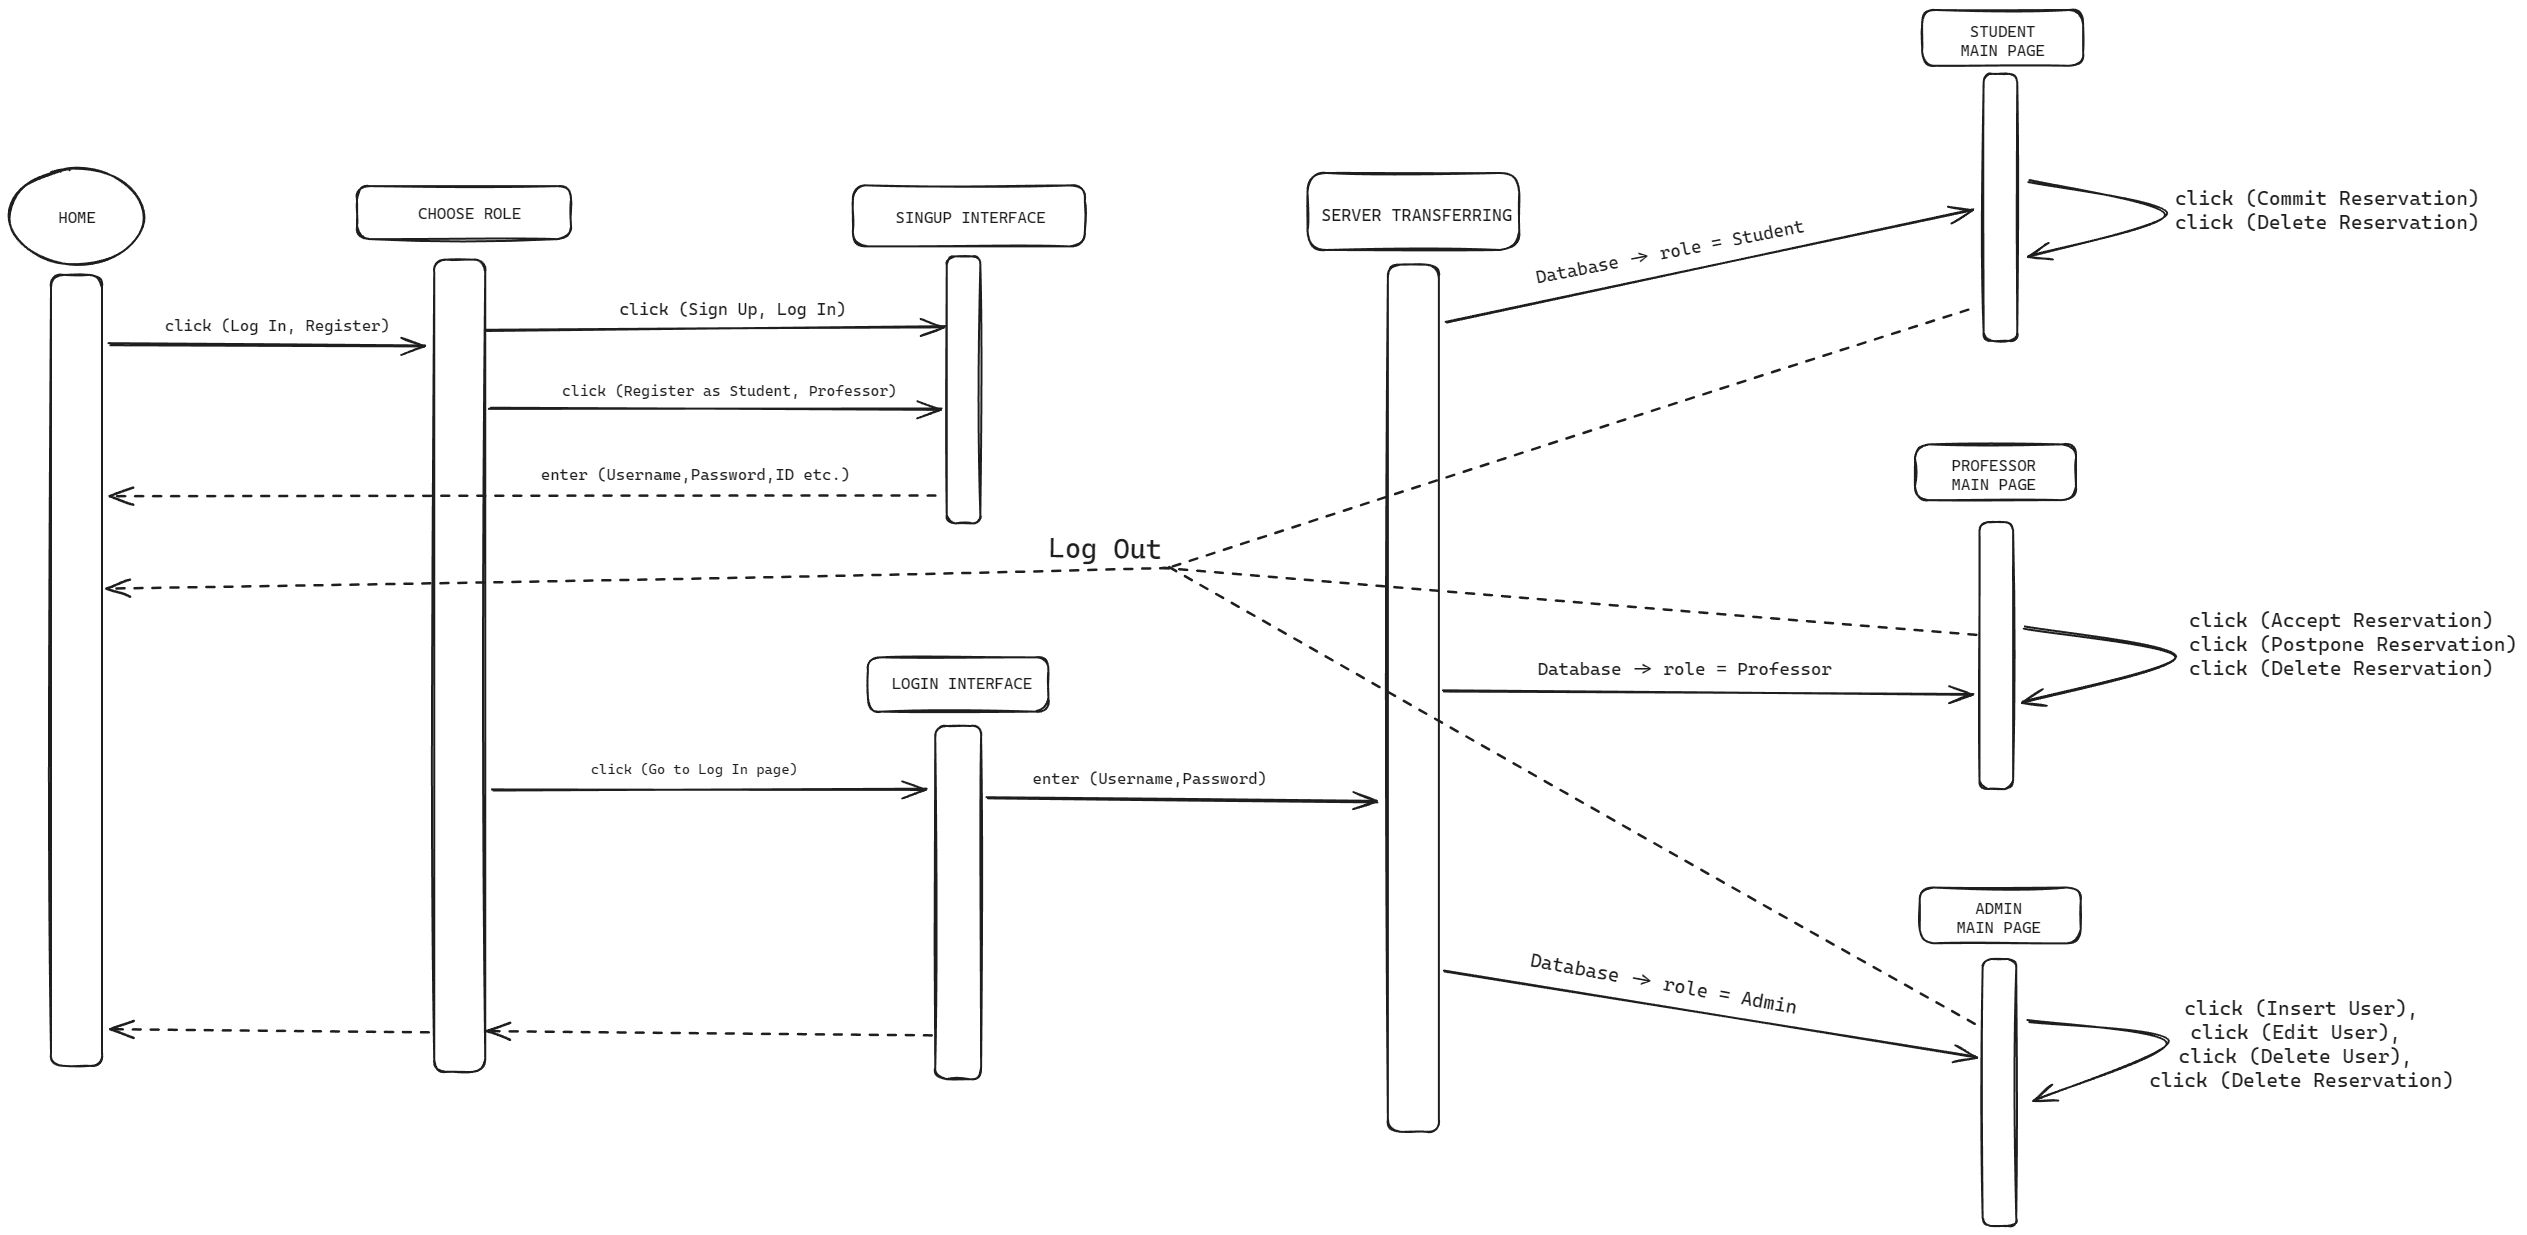 STUDENT
MAIN PAGE
HOME
CHOOSE ROLE
SINGUP INTERFACE
SERVER TRANSFERRING
click (Commit Reservation)
click (Delete Reservation)
Database → role = Student
click (Log In, Register)
click (Sign Up, Log In)
click (Register as Student, Professor)
enter (Username,Password,ID etc.)
Log Out
PROFESSOR
MAIN PAGE
click (Accept Reservation)
click (Postpone Reservation)
click (Delete Reservation)
Database → role = Professor
LOGIN INTERFACE
click (Go to Log In page)
enter (Username,Password)
ADMIN
MAIN PAGE
Database → role = Admin
click (Insert User),
click (Edit User),
click (Delete User),
click (Delete Reservation)